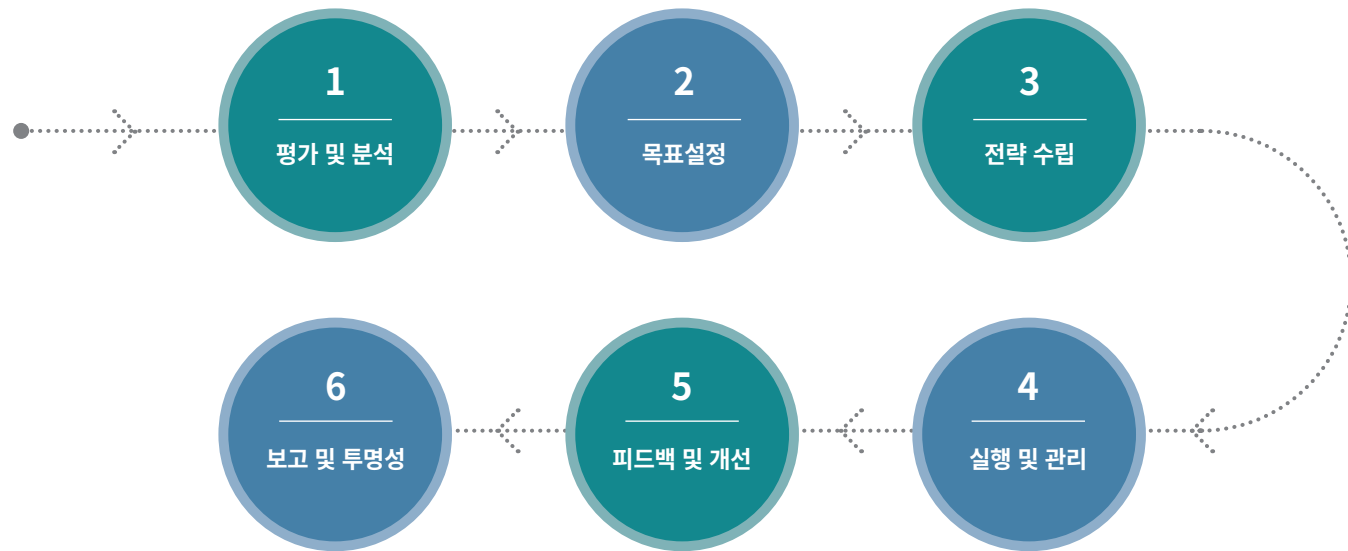 1
평가 및 분석
2
목표설정
3
전략 수립
4
실행 및 관리
5
피드백 및 개선
6
보고 및 투명성